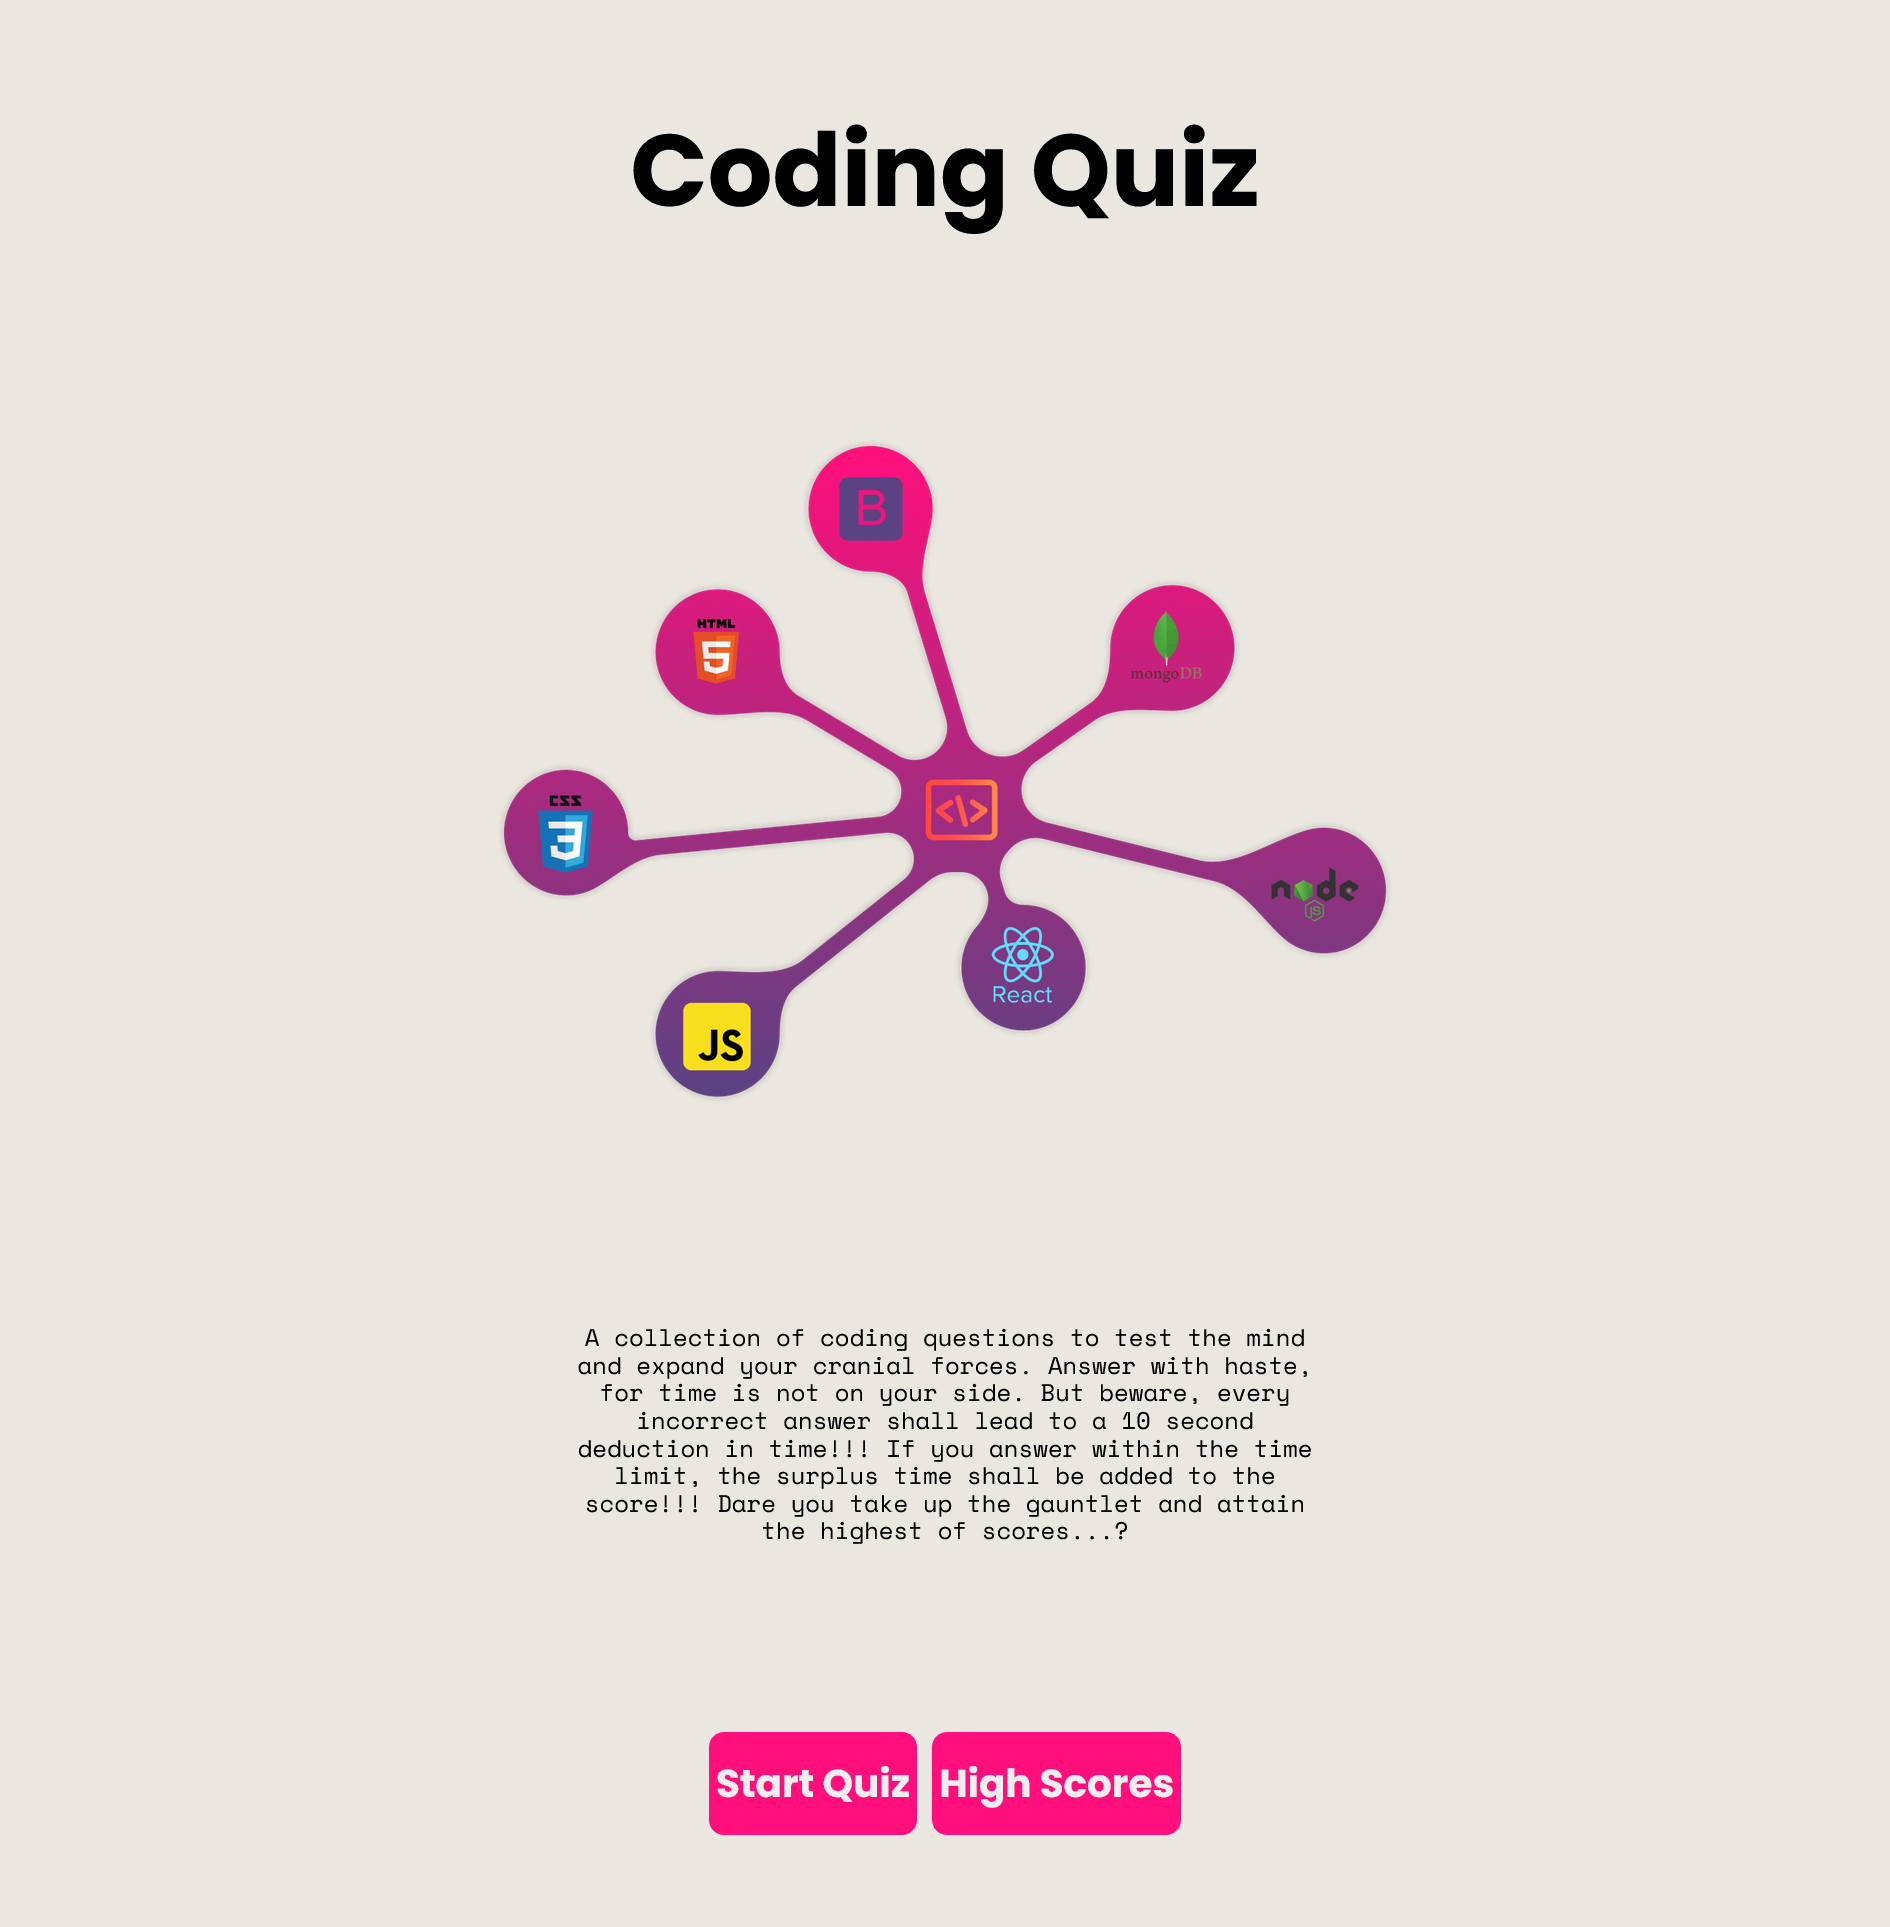 Coding Quiz
B
HTML
5
mongoDB
CSS
3
</>
node
JS
React
JS
A collection of coding questions to test the mind
and expand your cranial forces. Answer with haste,
for time is not on your side. But beware, every
incorrect answer shall lead to a 10 second
deduction in time!!! If you answer within the time
limit, the surplus time shall be added to the
score!!! Dare you take up the gauntlet and attain
the highest of scores...?
Start Quiz
High Scores